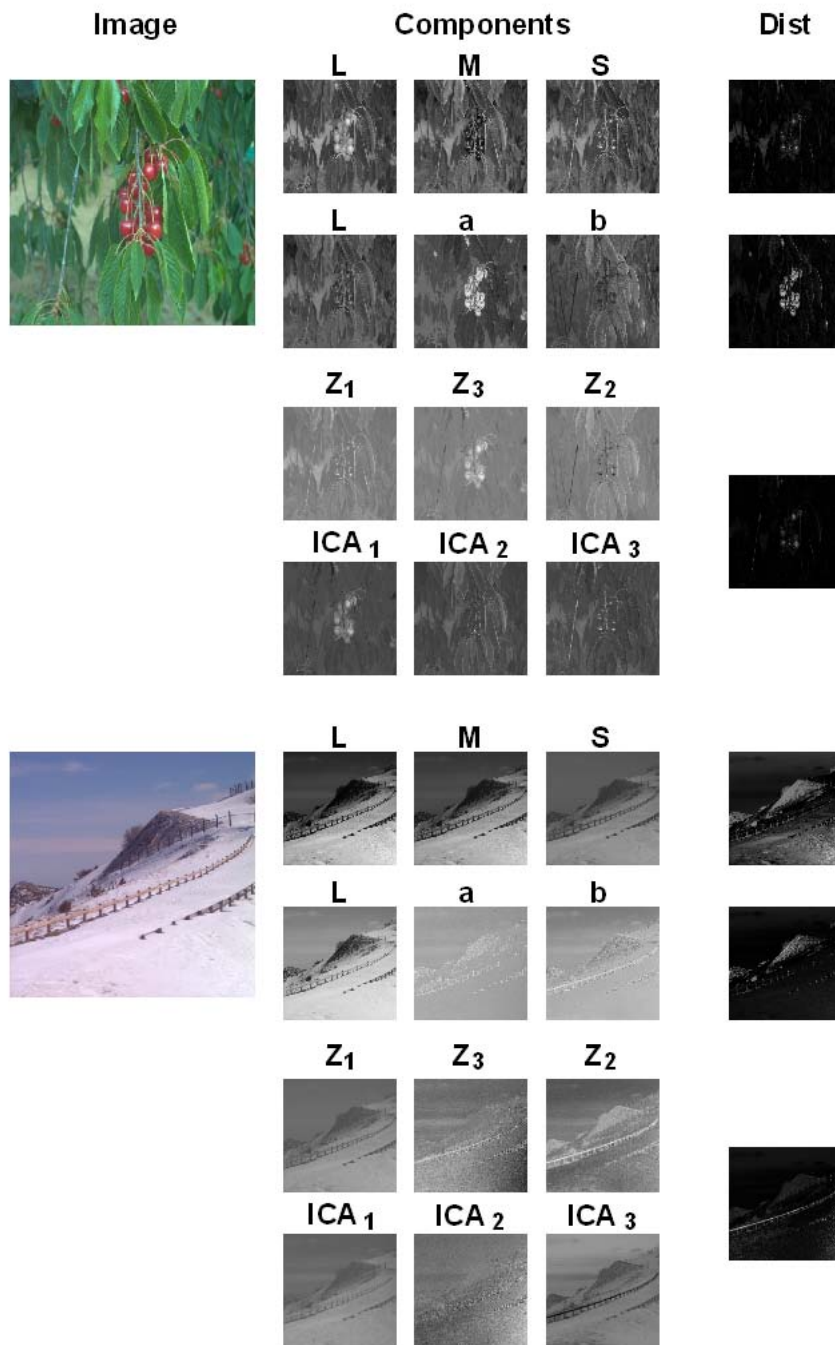 Image Components Dist
L M S
L a b
Z1 Z3 Z2
ICA 1 ICA 2 ICA 3
L M S
L a b
Z1 Z3 Z2
ICA 1 ICA 2 ICA 3